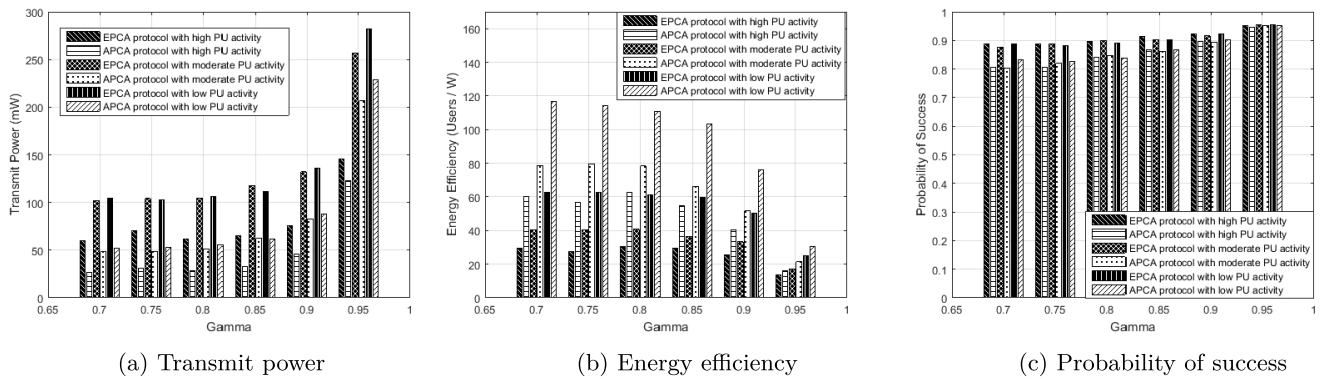 300
250
200
150
100
50
0
0.65 0.7 0.75 0.8 0.85 0.9 0.95 1
Gamma
Transmit Power (mW)
EPCA protocol with high PU activity
APCA protocol with high PU activity
EPCA protocol with moderate PU activity
APCA protocol with moderate PU activity
EPCA protocol with low PU activity
APCA protocol with low PU activity
(a) Transmit power
160
140
120
100
80
60
40
20
0
0.65 0.7 0.75 0.8 0.85 0.9 0.95 1
Gamma
Energy Efficiency (Users / W)
EPCA protocol with high PU activity
APCA protocol with high PU activity
EPCA protocol with moderate PU activity
APCA protocol with moderate PU activity
EPCA protocol with low PU activity
APCA protocol with low PU activity
(b) Energy efficiency
1
0.9
0.8
0.7
0.6
0.5
0.4
0.3
0.2
0.1
0
0.65 0.7 0.75 0.8 0.85 0.9 0.95 1
Gamma
Probability of Success
EPCA protocol with high PU activity
APCA protocol with high PU activity
EPCA protocol with moderate PU activity
APCA protocol with moderate PU activity
EPCA protocol with low PU activity
APCA protocol with low PU activity
(c) Probability of success